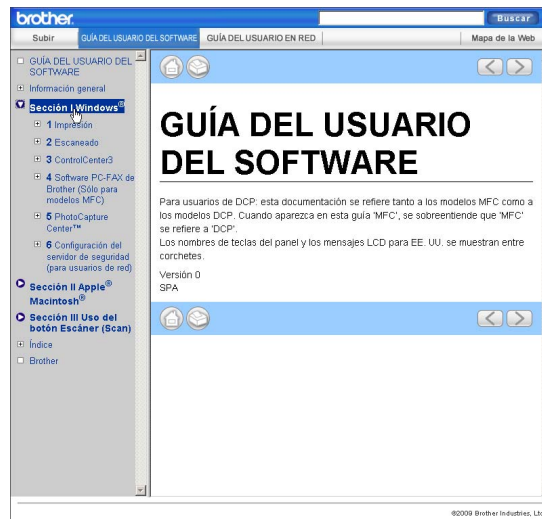 brother.
Buscar
Subir
GUÍA DEL USUARIO DEL SOFTWARE
GUÍA DEL USUARIO EN RED
Mapa de la Web
GUÍA DEL USUARIO DEL
SOFTWARE
Información general
Sección I Windows®
1 Impresión
2 Escaneado
3 ControlCenter3
4 Software PC-FAX de
Brother (Sólo para
modelos MFC)
5 PhotoCapture
Center™
6 Configuración del
servidor de seguridad
(para usuarios de red)
Sección II Apple®
Macintosh®
Sección III Uso del
botón Escáner (Scan)
Índice
Brother
GUÍA DEL USUARIO
DEL SOFTWARE
Para usuarios de DCP: esta documentación se refiere tanto a los modelos MFC como a
los modelos DCP. Cuando aparezca en esta guía 'MFC', se sobreentiende que 'MFC'
se refiere a 'DCP'.
Los nombres de teclas del panel y los mensajes LCD para EE. UU. se muestran entre
corchetes.
Versión 0
SPA
©2009 Brother Industries, Ltd